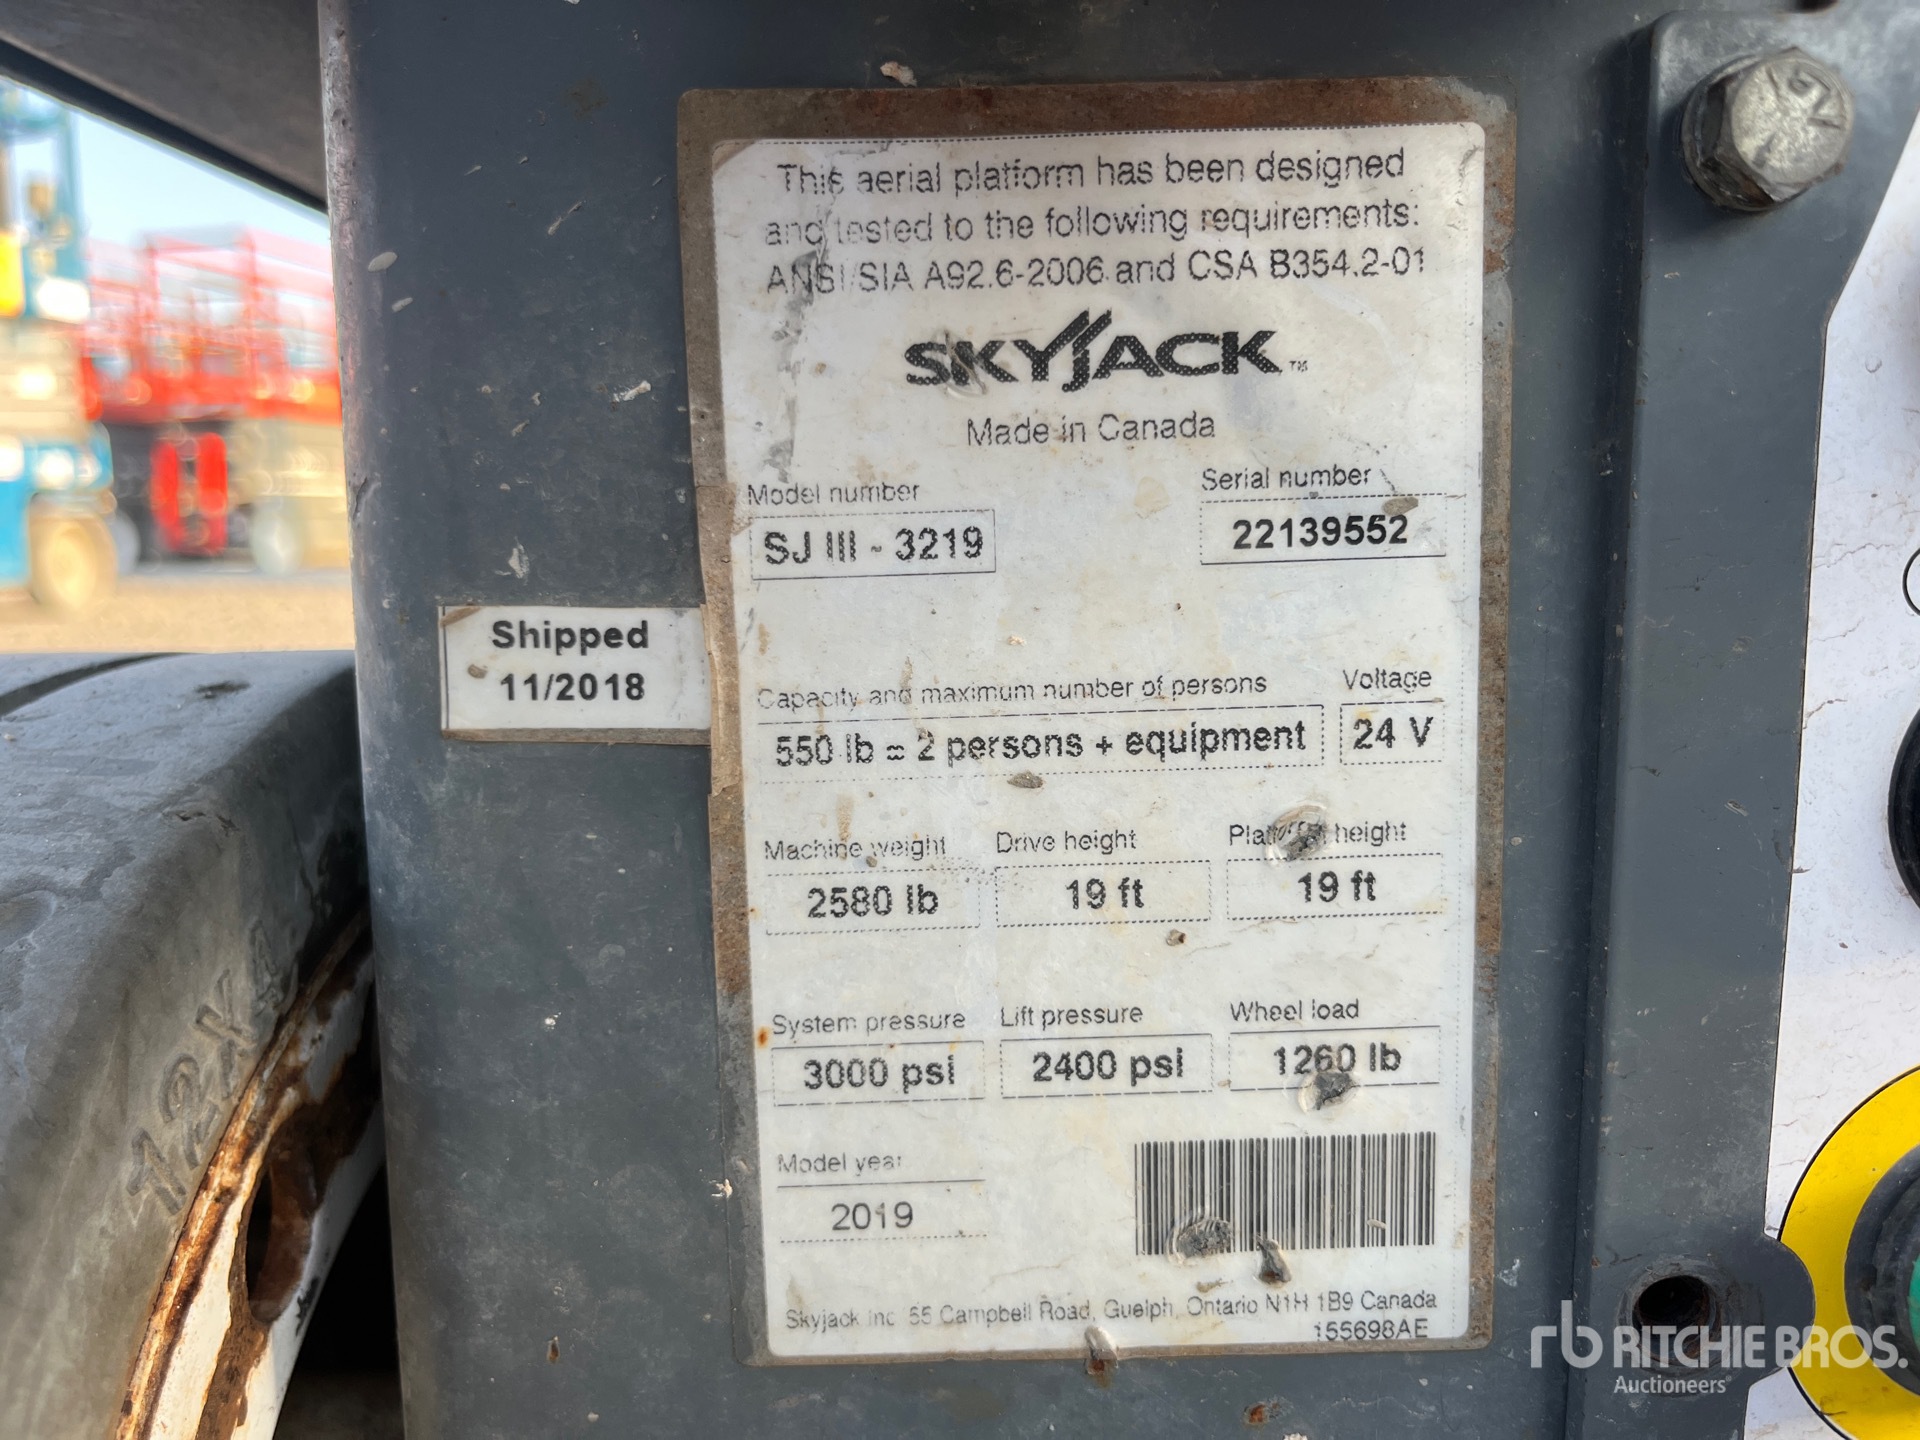 This aerial platform has been designed
and tested to the following requirements:
ANSI/SIA A92.6-2006 and CSA B354.2-01
SKYJACK™
Made in Canada
Model number
Serial number
SJ III - 3219
22139552
Shipped
11/2018
Capacity and maximum number of persons
Voltage
550 lb = 2 persons + equipment
24 V
Machine weight
Drive height
Platform height
2580 lb
19 ft
19 ft
System pressure
Lift pressure
Wheel load
3000 psi
2400 psi
1260 lb
Model year
2019
Skyjack Inc. 55 Campbell Road, Guelph, Ontario N1H 1B9 Canada
155698AE
12X4
rb RITCHIE BROS.
Auctioneers